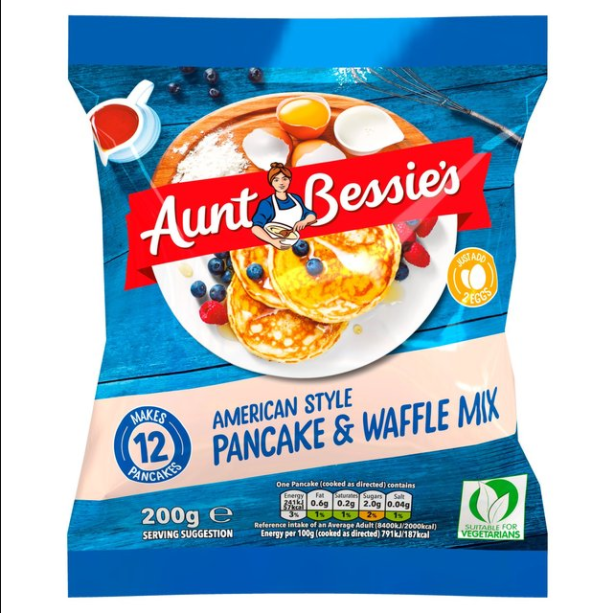 Aunt Bessie's
JUST ADD
2 EGGS
MAKES
12
PANCAKES
AMERICAN STYLE
PANCAKE & WAFFLE MIX
One Pancake (cooked as directed) contains
Energy Fat Saturates Sugars Salt
241kJ 0.6g 0.2g 2.0g 0.04g
57kcal
3% 1% 1% 2% 1%
Reference intake of an Average Adult (8400kJ/2000kcal)
Energy per 100g (cooked as directed) 791kJ/187kcal
200g e
SERVING SUGGESTION
SUITABLE FOR
VEGETARIANS